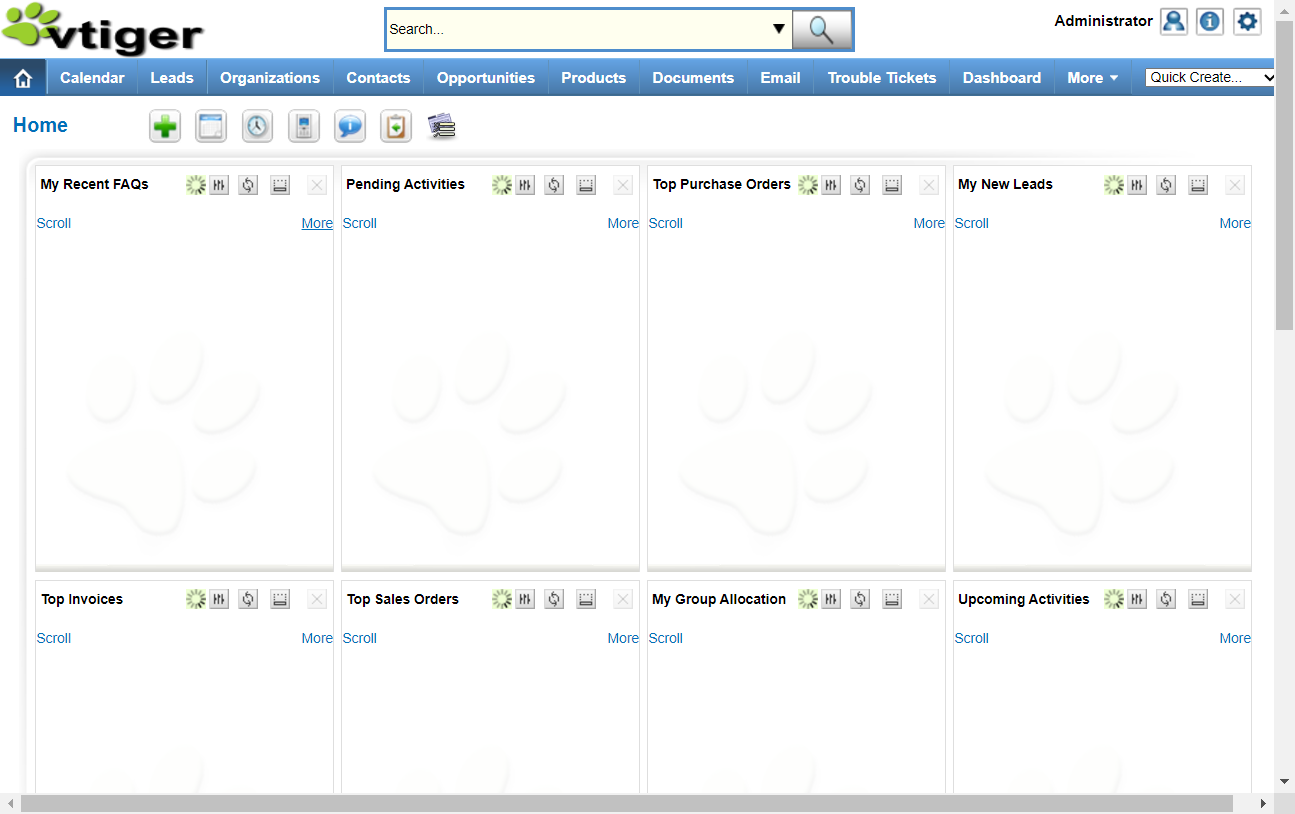 vtiger
Search...
Administrator
Calendar Leads Organizations Contacts Opportunities Products Documents Email Trouble Tickets Dashboard More Quick Create...
Home
My Recent FAQs Pending Activities Top Purchase Orders My New Leads
Scroll More Scroll More Scroll More Scroll More
Top Invoices Top Sales Orders My Group Allocation Upcoming Activities
Scroll More Scroll More Scroll Scroll More